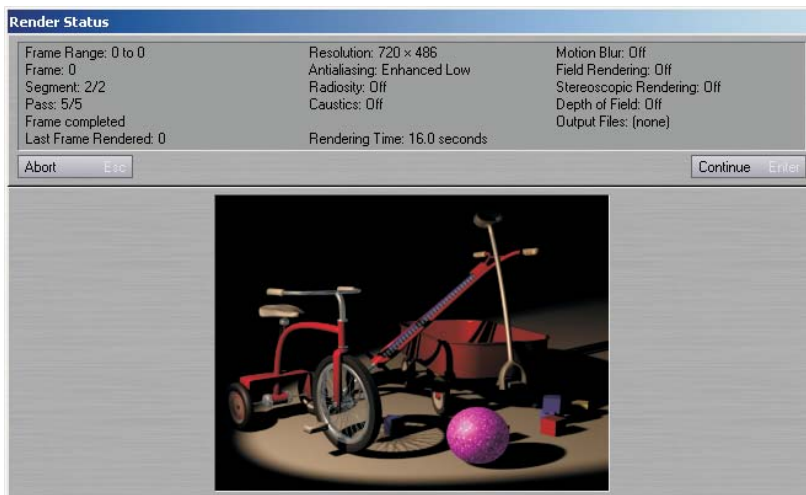 Render Status
Frame Range: 0 to 0
Frame: 0
Segment: 2/2
Pass: 5/5
Frame completed
Last Frame Rendered: 0
Resolution: 720 × 486
Antialiasing: Enhanced Low
Radiosity: Off
Caustics: Off
Rendering Time: 16.0 seconds
Motion Blur: Off
Field Rendering: Off
Stereoscopic Rendering: Off
Depth of Field: Off
Output Files: (none)
Abort Esc
Continue Enter